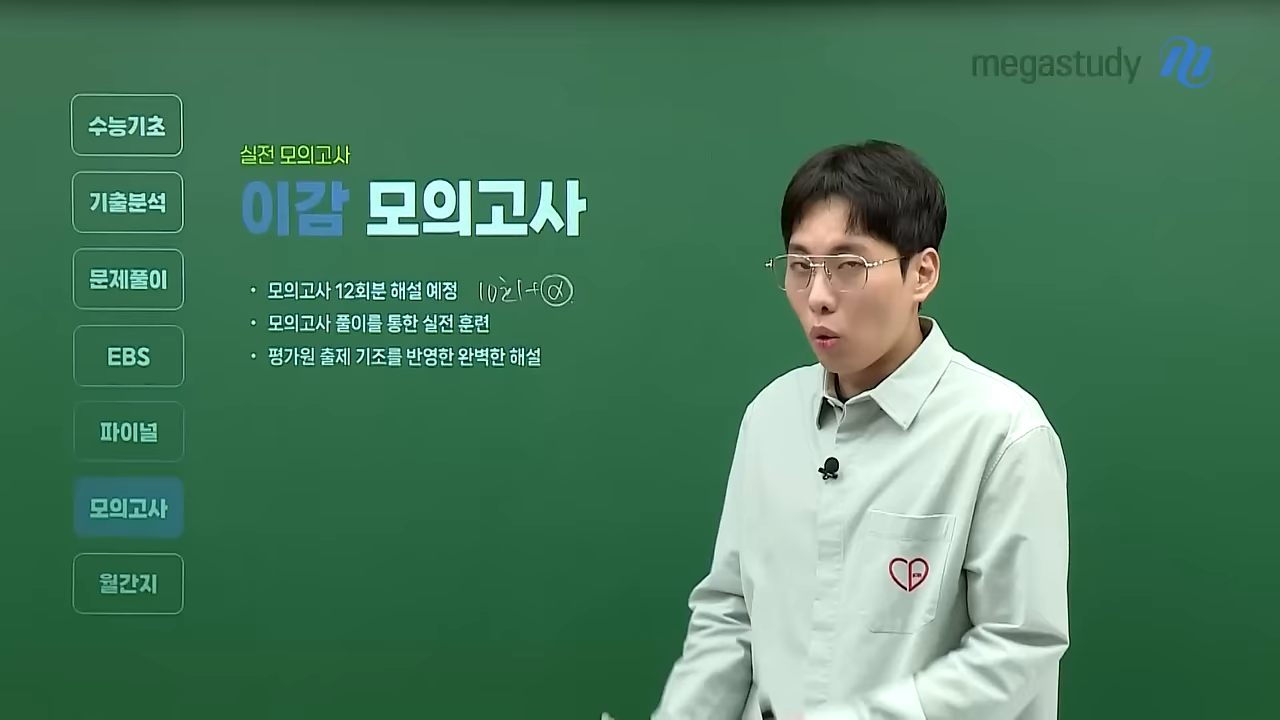 megastudy
수능기초
기출분석
문제풀이
EBS
파이널
모의고사
월간지
실전 모의고사
이감 모의고사
• 모의고사 12회분 해설 예정 10회+α
• 모의고사 풀이를 통한 실전 훈련
• 평가원 출제 기조를 반영한 완벽한 해설